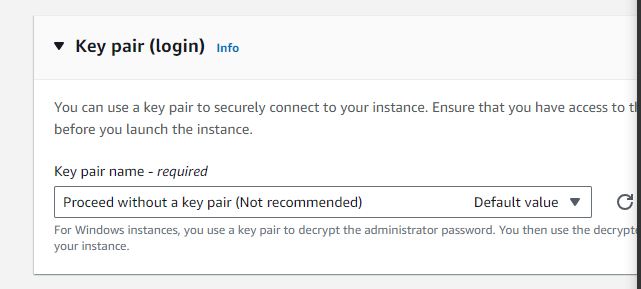 Key pair (login) Info
You can use a key pair to securely connect to your instance. Ensure that you have access to
before you launch the instance.
Key pair name - required
Proceed without a key pair (Not recommended) Default value
For Windows instances, you use a key pair to decrypt the administrator password. You then use the
your instance.